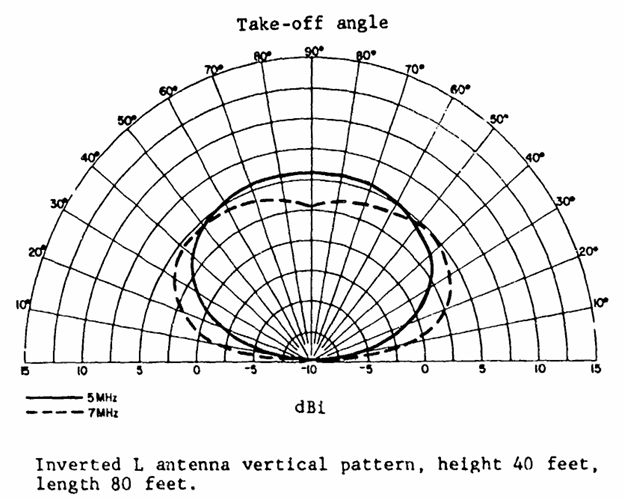 Take-off angle
90°
80° 80°
70° 70°
60° 60°
50° 50°
40° 40°
30° 30°
20° 20°
10° 10°
15 10 5 0 -5 -10 -5 0 5 10 15
5MHz
7MHz
dBi
Inverted L antenna vertical pattern, height 40 feet,
length 80 feet.